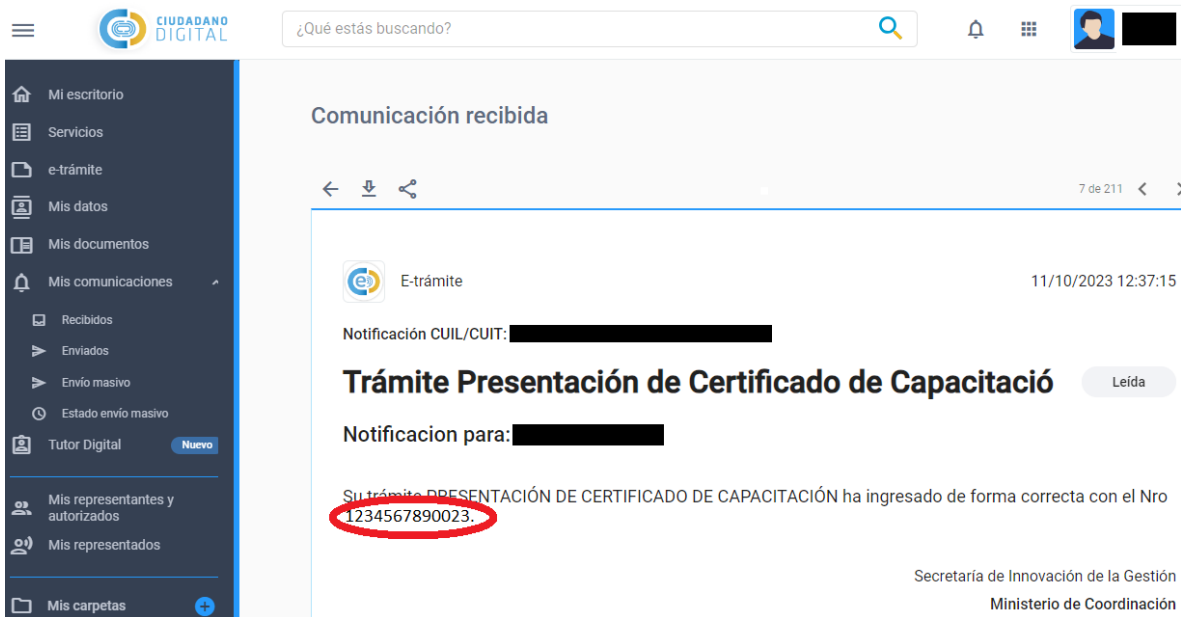 CIUDADANO
DIGITAL
¿Qué estás buscando?
Mi escritorio
Servicios
e-trámite
Mis datos
Mis documentos
Mis comunicaciones
Recibidos
Enviados
Envío masivo
Estado envío masivo
Tutor Digital Nuevo
Mis representantes y
autorizados
Mis representados
Mis carpetas
Comunicación recibida
7 de 211
E-trámite 11/10/2023 12:37:15
Notificación CUIL/CUIT:
Trámite Presentación de Certificado de Capacitació Leída
Notificacion para:
Su trámite PRESENTACIÓN DE CERTIFICADO DE CAPACITACIÓN ha ingresado de forma correcta con el Nro
1234567890023.
Secretaría de Innovación de la Gestión
Ministerio de Coordinación